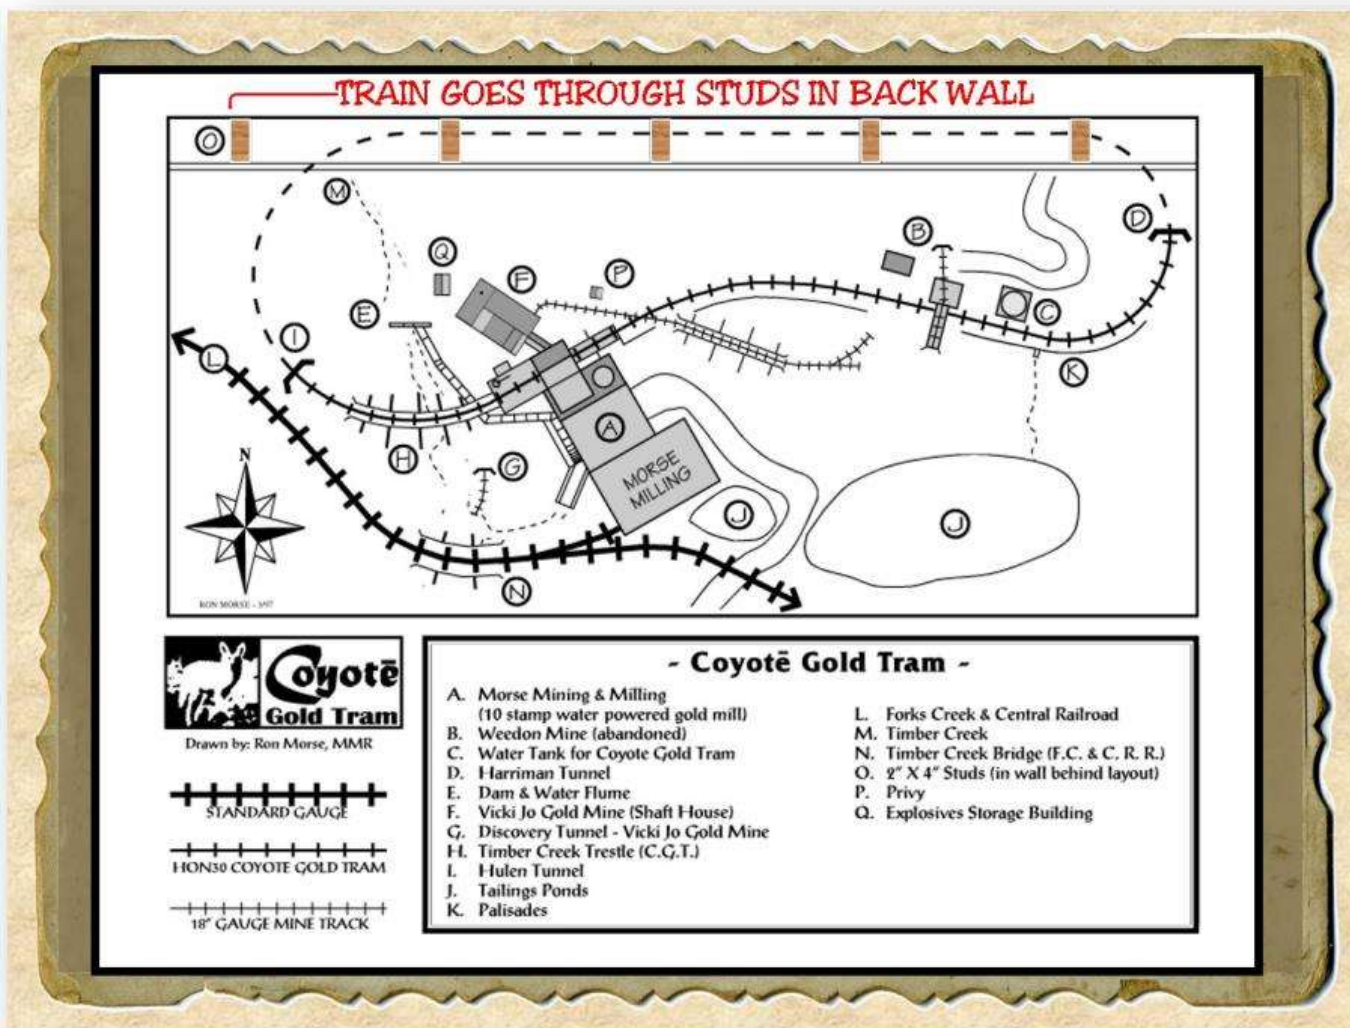 TRAIN GOES THROUGH STUDS IN BACK WALL
O
M
D
B
Q
F
P
E
C
I
L
K
A
H
G
MORSE
MILLING
N
J
J
N
RON MORSE - 3/97
Coyotē
Gold Tram
Drawn by: Ron Morse, MMR
STANDARD GAUGE
HON30 COYOTE GOLD TRAM
18" GAUGE MINE TRACK
- Coyotē Gold Tram -
A. Morse Mining & Milling
(10 stamp water powered gold mill)
B. Weedon Mine (abandoned)
C. Water Tank for Coyote Gold Tram
D. Harriman Tunnel
E. Dam & Water Flume
F. Vicki Jo Gold Mine (Shaft House)
G. Discovery Tunnel - Vicki Jo Gold Mine
H. Timber Creek Trestle (C.G.T.)
I. Hulen Tunnel
J. Tailings Ponds
K. Palisades
L. Forks Creek & Central Railroad
M. Timber Creek
N. Timber Creek Bridge (F.C. & C. R. R.)
O. 2" X 4" Studs (in wall behind layout)
P. Privy
Q. Explosives Storage Building